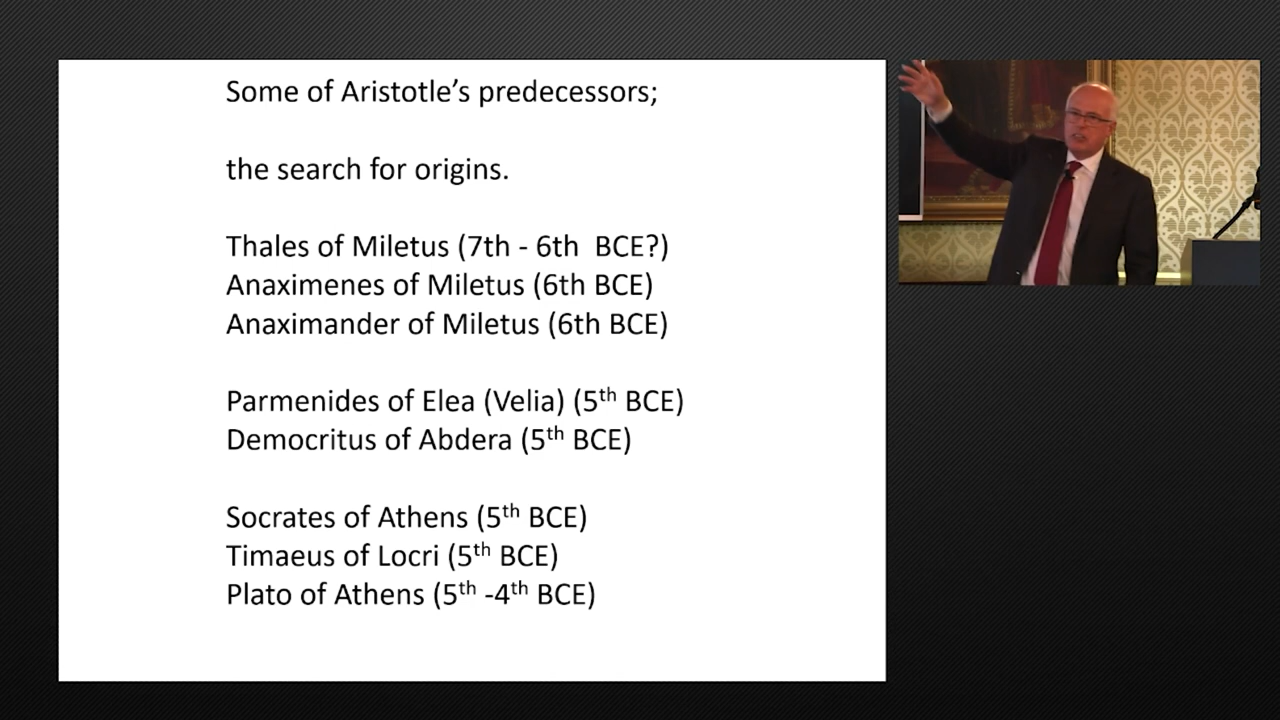 Some of Aristotle’s predecessors;
the search for origins.
Thales of Miletus (7th - 6th  BCE?)
Anaximenes of Miletus (6th BCE)
Anaximander of Miletus (6th BCE)
Parmenides of Elea (Velia) (5th BCE)
Democritus of Abdera (5th BCE)
Socrates of Athens (5th BCE)
Timaeus of Locri (5th BCE)
Plato of Athens (5th -4th BCE)